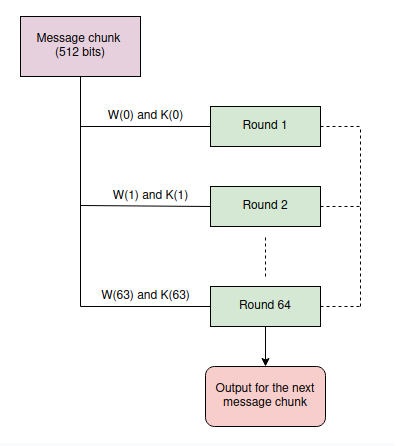 Message chunk
(512 bits)
W(0) and K(0)
Round 1
W(1) and K(1)
Round 2
W(63) and K(63)
Round 64
Output for the next
message chunk